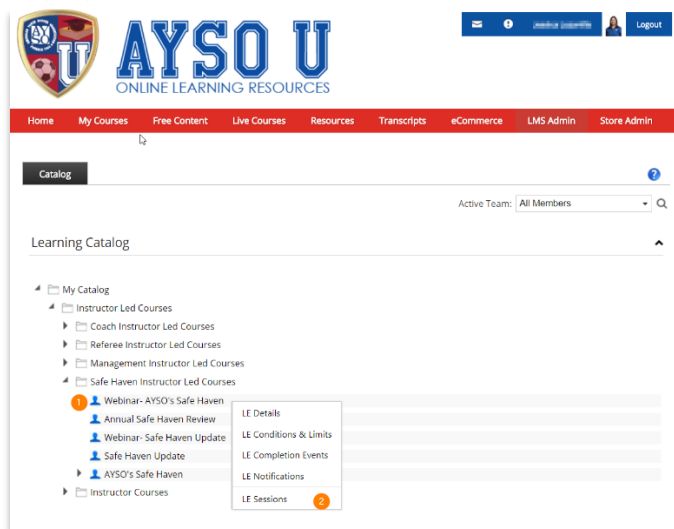 AYSO U
ONLINE LEARNING RESOURCES
U
Logout
Home My Courses Free Content Live Courses Resources Transcripts eCommerce LMS Admin Store Admin
Catalog
Active Team: All Members
Learning Catalog
My Catalog
Instructor Led Courses
Coach Instructor Led Courses
Referee Instructor Led Courses
Management Instructor Led Courses
Safe Haven Instructor Led Courses
1 Webinar- AYSO's Safe Haven
Annual Safe Haven Review
Webinar- Safe Haven Update
Safe Haven Update
AYSO's Safe Haven
Instructor Courses
LE Details
LE Conditions & Limits
LE Completion Events
LE Notifications
LE Sessions 2